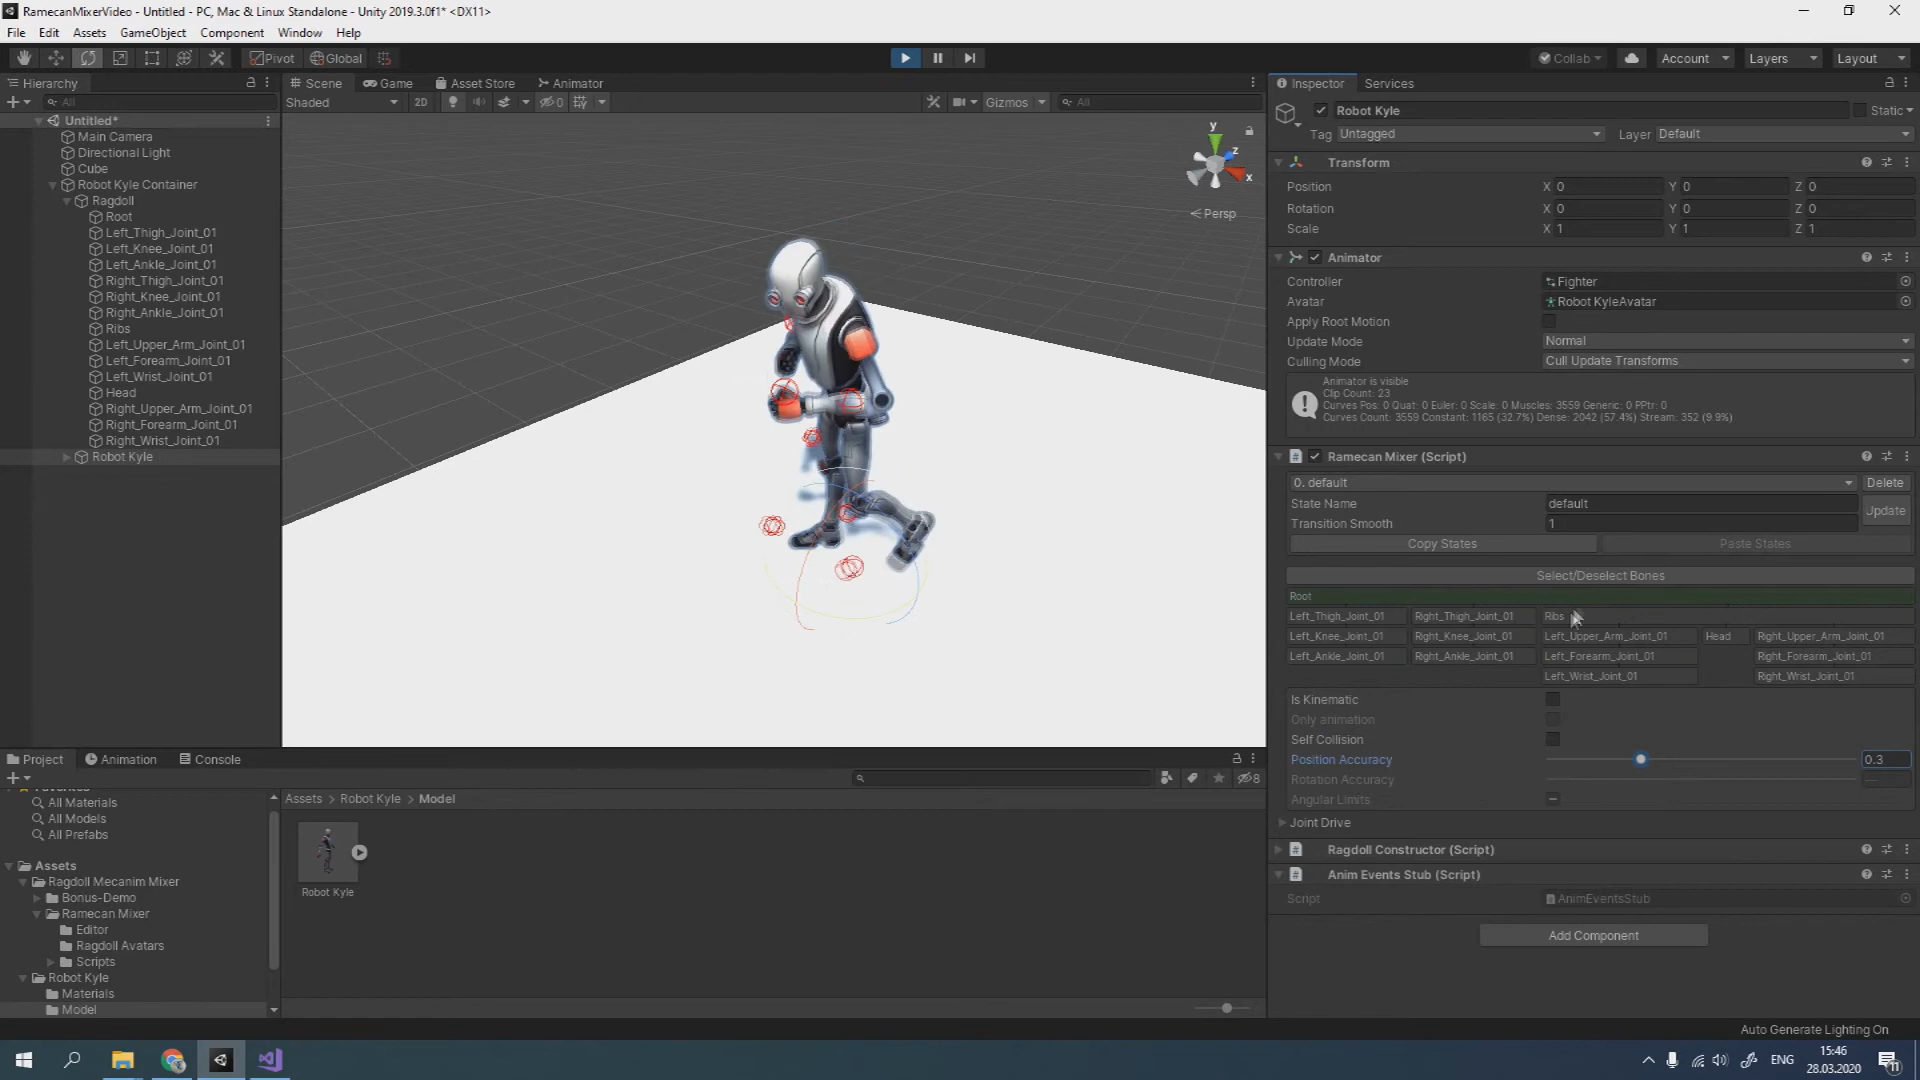 RamecanMixerVideo - Untitled - PC, Mac & Linux Standalone - Unity 2019.3.0f1* <DX11>
File Edit Assets GameObject Component Window Help
Pivot Global Collab Account Layers Layout
Hierarchy
All
Untitled*
Main Camera
Directional Light
Cube
Robot Kyle Container
Ragdoll
Root
Left_Thigh_Joint_01
Left_Knee_Joint_01
Left_Ankle_Joint_01
Right_Thigh_Joint_01
Right_Knee_Joint_01
Right_Ankle_Joint_01
Ribs
Left_Upper_Arm_Joint_01
Left_Forearm_Joint_01
Left_Wrist_Joint_01
Head
Right_Upper_Arm_Joint_01
Right_Forearm_Joint_01
Right_Wrist_Joint_01
Robot Kyle
Scene Game Asset Store Animator
Shaded 2D 0 Gizmos All
y
z
x
Persp
Inspector Services
Robot Kyle Static
Tag Untagged Layer Default
Transform
Position X 0 Y 0 Z 0
Rotation X 0 Y 0 Z 0
Scale X 1 Y 1 Z 1
Animator
Controller Fighter
Avatar Robot KyleAvatar
Apply Root Motion
Update Mode Normal
Culling Mode Cull Update Transforms
Animator is visible
Clip Count: 23
Curves Pos: 0 Quat: 0 Euler: 0 Scale: 0 Muscles: 3559 Generic: 0 PPtr: 0
Curves Count: 3559 Constant: 1165 (32.7%) Dense: 2042 (57.4%) Stream: 352 (9.9%)
Ramecan Mixer (Script)
0. default Delete
State Name default
Update
Transition Smooth 1
Copy States Paste States
Select/Deselect Bones
Root
Left_Thigh_Joint_01 Right_Thigh_Joint_01 Ribs
Left_Knee_Joint_01 Right_Knee_Joint_01 Left_Upper_Arm_Joint_01 Head Right_Upper_Arm_Joint_01
Left_Ankle_Joint_01 Right_Ankle_Joint_01 Left_Forearm_Joint_01 Right_Forearm_Joint_01
Left_Wrist_Joint_01 Right_Wrist_Joint_01
Is Kinematic
Only animation
Self Collision
Position Accuracy 0.3
Rotation Accuracy —
Angular Limits
Joint Drive
Ragdoll Constructor (Script)
Anim Events Stub (Script)
Script AnimEventsStub
Add Component
Project Animation Console
8
All Materials
All Models
All Prefabs
Assets
Ragdoll Mecanim Mixer
Bonus-Demo
Ramecan Mixer
Editor
Ragdoll Avatars
Scripts
Robot Kyle
Materials
Model
Assets > Robot Kyle > Model
Robot Kyle
Auto Generate Lighting On
ENG
15:46
28.03.2020
11